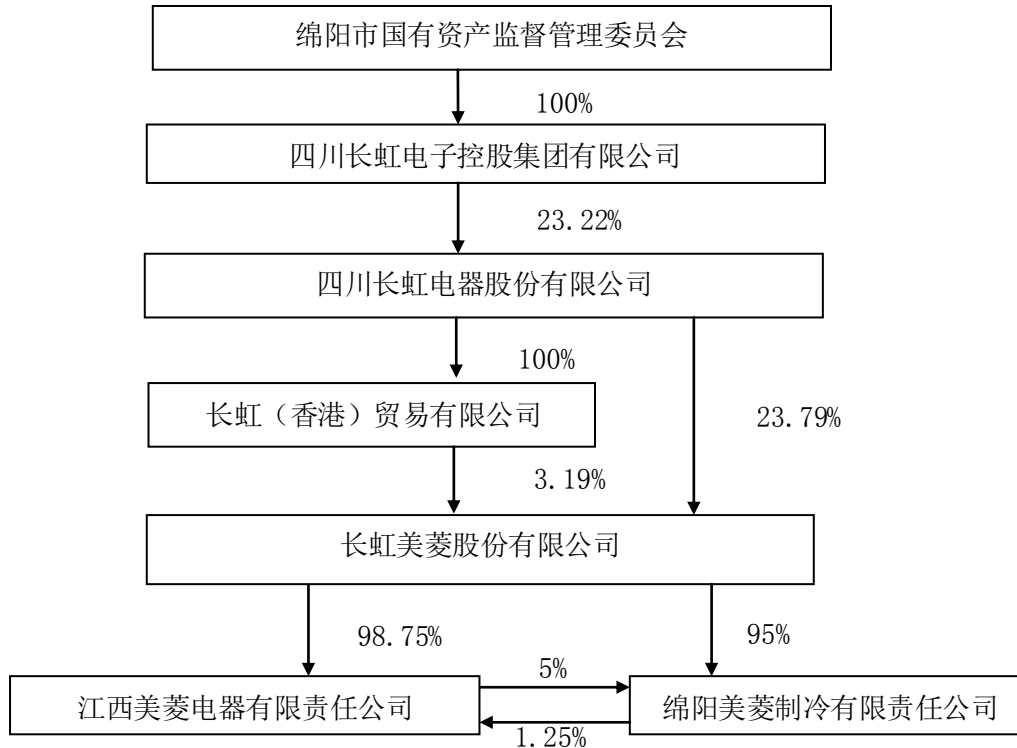 绵阳市国有资产监督管理委员会
100%
四川长虹电子控股集团有限公司
23.22%
四川长虹电器股份有限公司
100%
长虹（香港）贸易有限公司
23.79%
3.19%
长虹美菱股份有限公司
98.75%
95%
5%
江西美菱电器有限责任公司
绵阳美菱制冷有限责任公司
1.25%